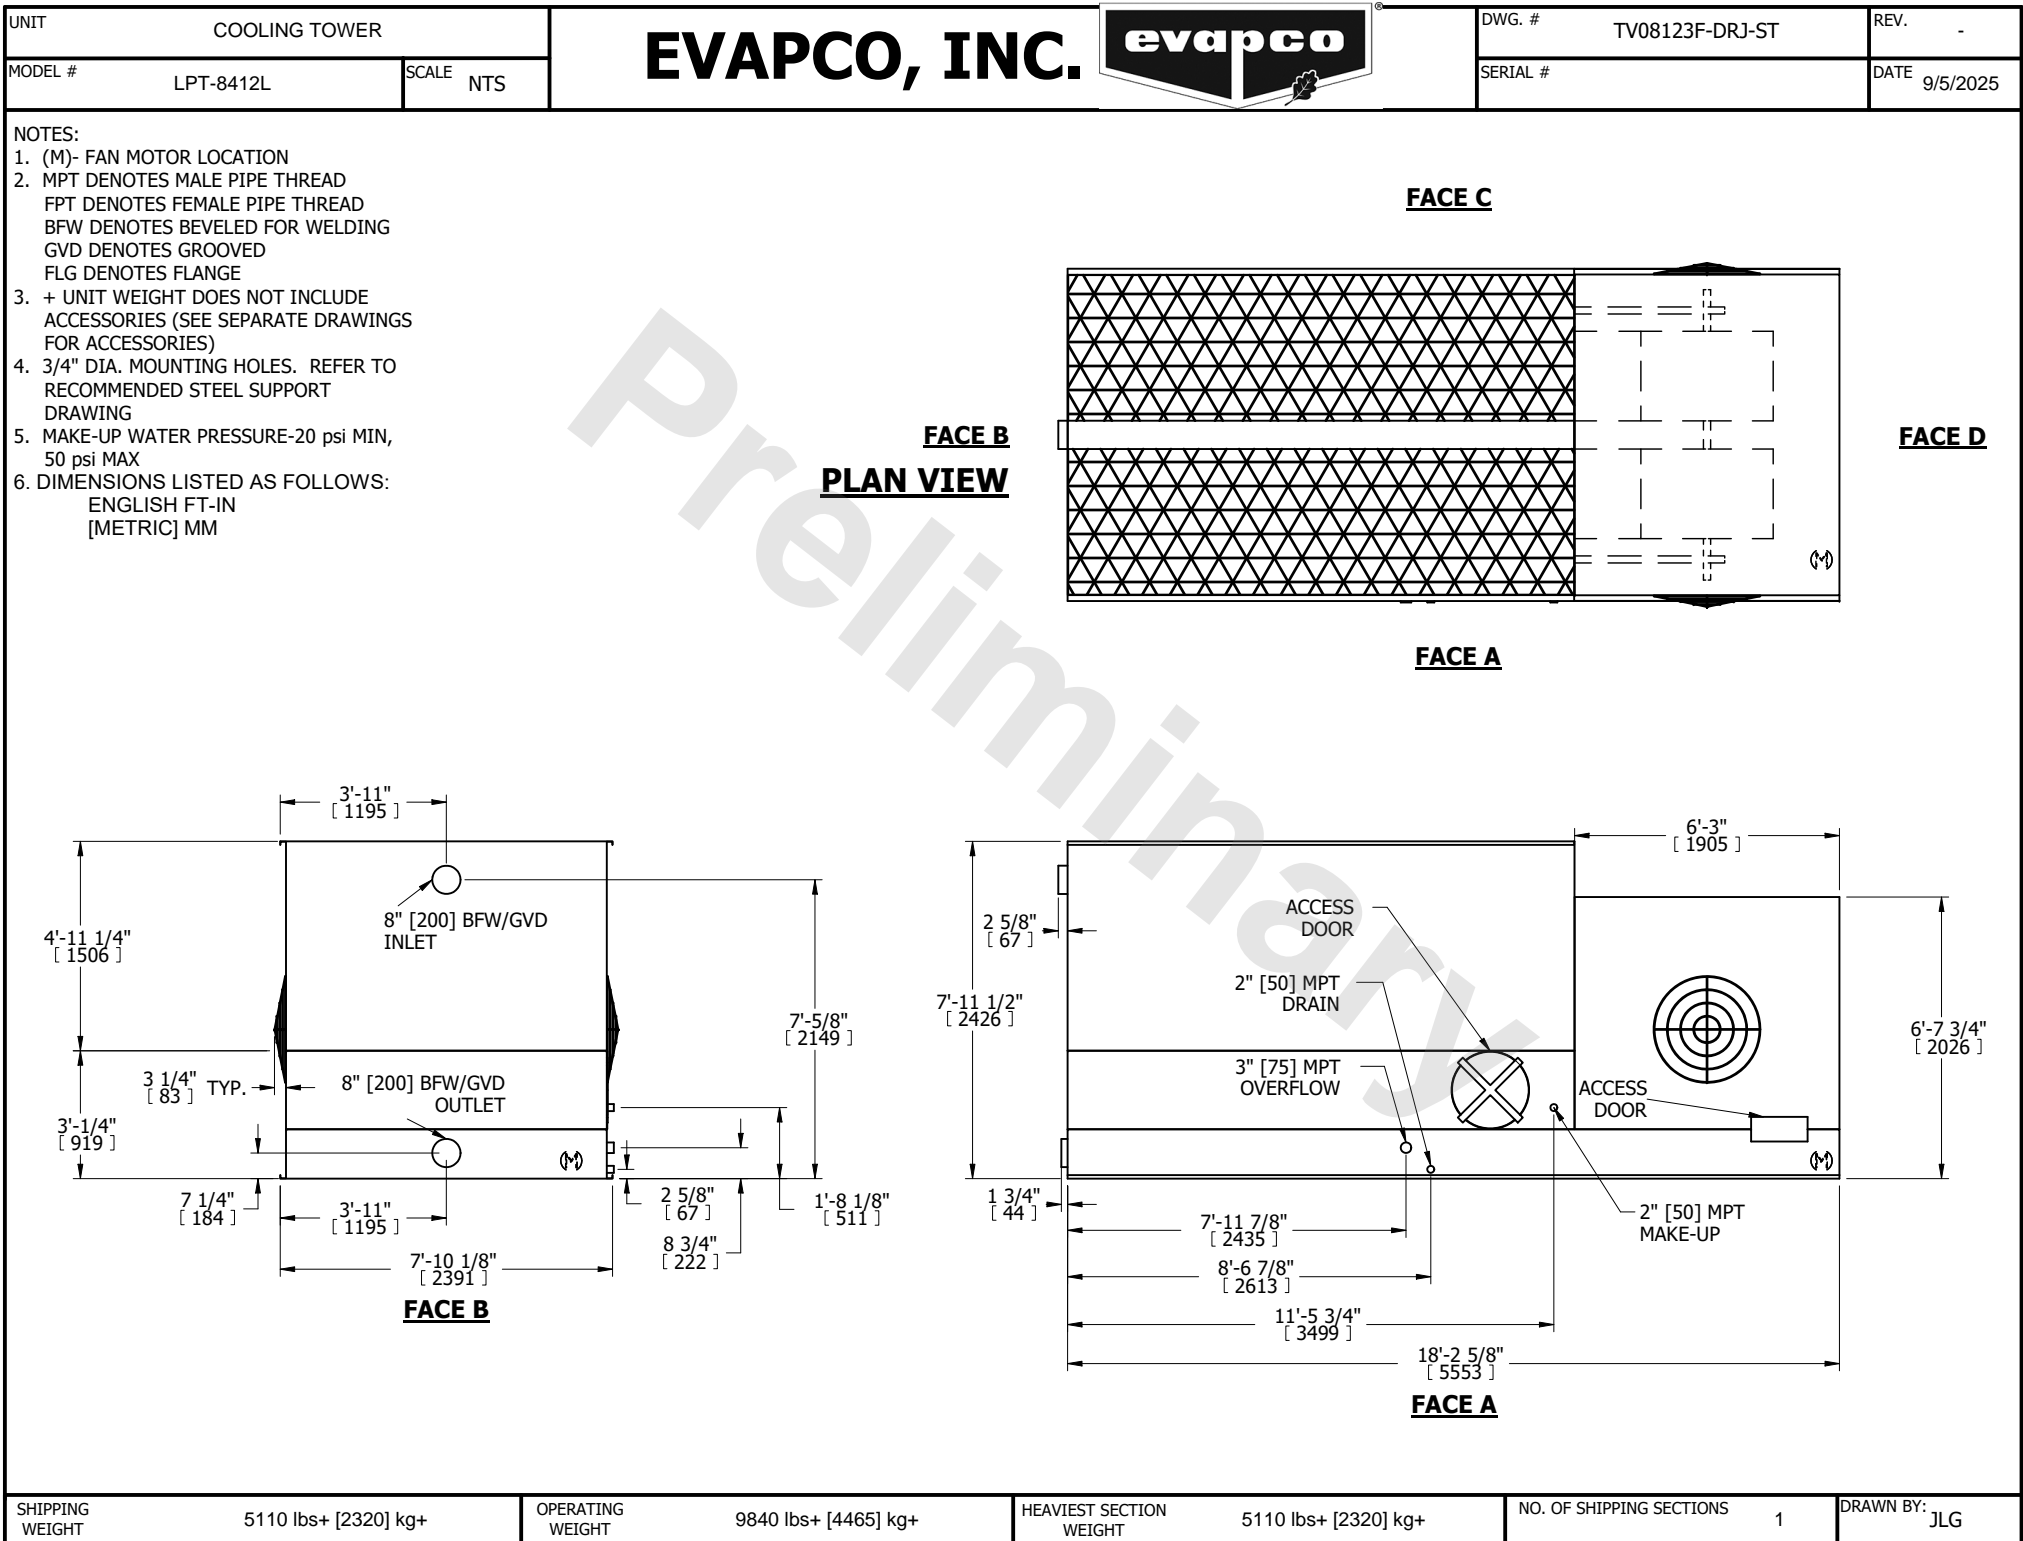 UNIT
COOLING TOWER
MODEL #
LPT-8412L
SCALE
NTS
EVAPCO, INC.
evapco
®
DWG. #
TV08123F-DRJ-ST
REV.
-
SERIAL #
DATE
9/5/2025
NOTES:
1. (M)- FAN MOTOR LOCATION
2. MPT DENOTES MALE PIPE THREAD
FPT DENOTES FEMALE PIPE THREAD
BFW DENOTES BEVELED FOR WELDING
GVD DENOTES GROOVED
FLG DENOTES FLANGE
3. + UNIT WEIGHT DOES NOT INCLUDE
ACCESSORIES (SEE SEPARATE DRAWINGS
FOR ACCESSORIES)
4. 3/4" DIA. MOUNTING HOLES. REFER TO
RECOMMENDED STEEL SUPPORT
DRAWING
5. MAKE-UP WATER PRESSURE-20 psi MIN,
50 psi MAX
6. DIMENSIONS LISTED AS FOLLOWS:
ENGLISH FT-IN
[METRIC] MM
Preliminary
FACE C
FACE B
PLAN VIEW
FACE D
(M)
FACE A
3'-11"
[ 1195 ]
8" [200] BFW/GVD
INLET
4'-11 1/4"
[ 1506 ]
7'-5/8"
[ 2149 ]
3 1/4"
[ 83 ]
TYP.
8" [200] BFW/GVD
OUTLET
3'-1/4"
[ 919 ]
(M)
7 1/4"
[ 184 ]
3'-11"
[ 1195 ]
2 5/8"
[ 67 ]
1'-8 1/8"
[ 511 ]
8 3/4"
[ 222 ]
7'-10 1/8"
[ 2391 ]
FACE B
6'-3"
[ 1905 ]
2 5/8"
[ 67 ]
ACCESS
DOOR
7'-11 1/2"
[ 2426 ]
2" [50] MPT
DRAIN
6'-7 3/4"
[ 2026 ]
3" [75] MPT
OVERFLOW
ACCESS
DOOR
(M)
1 3/4"
[ 44 ]
2" [50] MPT
MAKE-UP
7'-11 7/8"
[ 2435 ]
8'-6 7/8"
[ 2613 ]
11'-5 3/4"
[ 3499 ]
18'-2 5/8"
[ 5553 ]
FACE A
SHIPPING
WEIGHT
5110 lbs+ [2320] kg+
OPERATING
WEIGHT
9840 lbs+ [4465] kg+
HEAVIEST SECTION
WEIGHT
5110 lbs+ [2320] kg+
NO. OF SHIPPING SECTIONS
1
DRAWN BY:
JLG